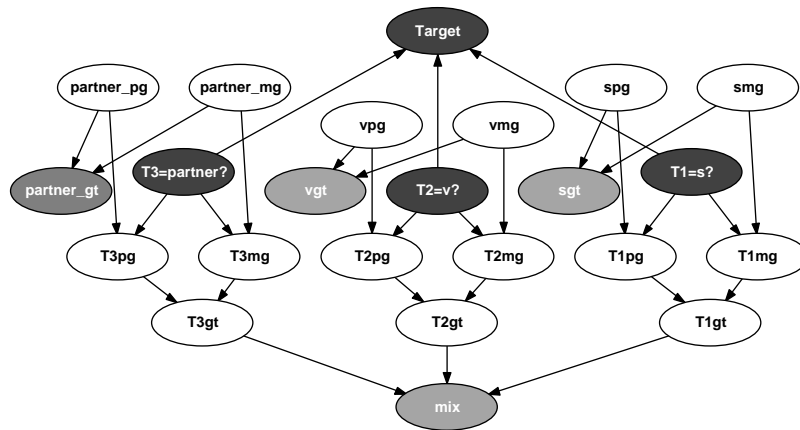 Target
partner_pg
partner_mg
spg
smg
vpg
vmg
partner_gt
T3=partner?
vgt
T2=v?
sgt
T1=s?
T3pg
T3mg
T2pg
T2mg
T1pg
T1mg
T3gt
T2gt
T1gt
mix